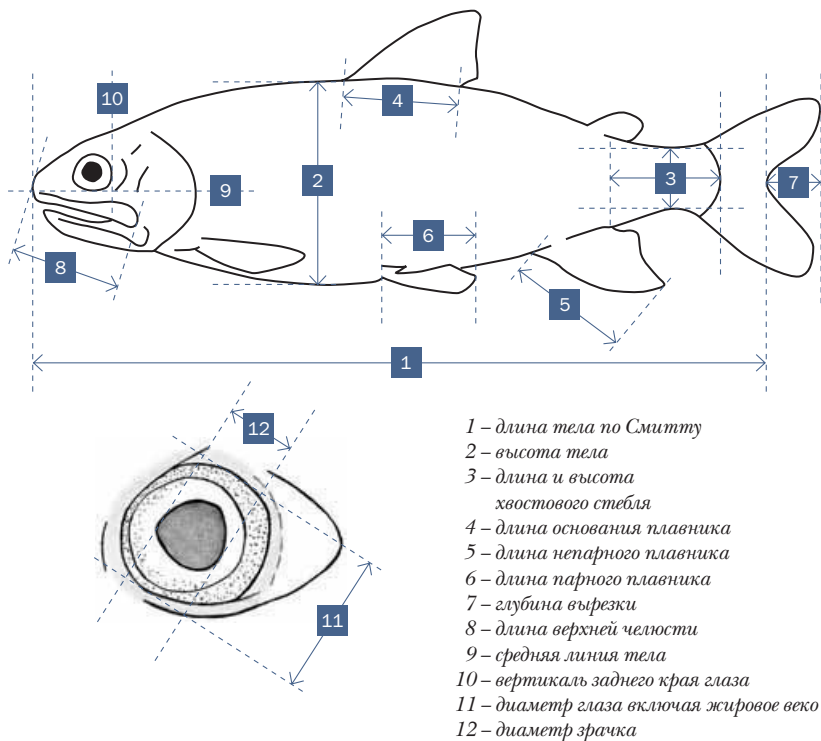 10
4
2
9
3
7
6
8
5
1
12
11
1 – длина тела по Смитту
2 – высота тела
3 – длина и высота
хвостового стебля
4 – длина основания плавника
5 – длина непарного плавника
6 – длина парного плавника
7 – глубина вырезки
8 – длина верхней челюсти
9 – средняя линия тела
10 – вертикаль заднего края глаза
11 – диаметр глаза включая жировое веко
12 – диаметр зрачка